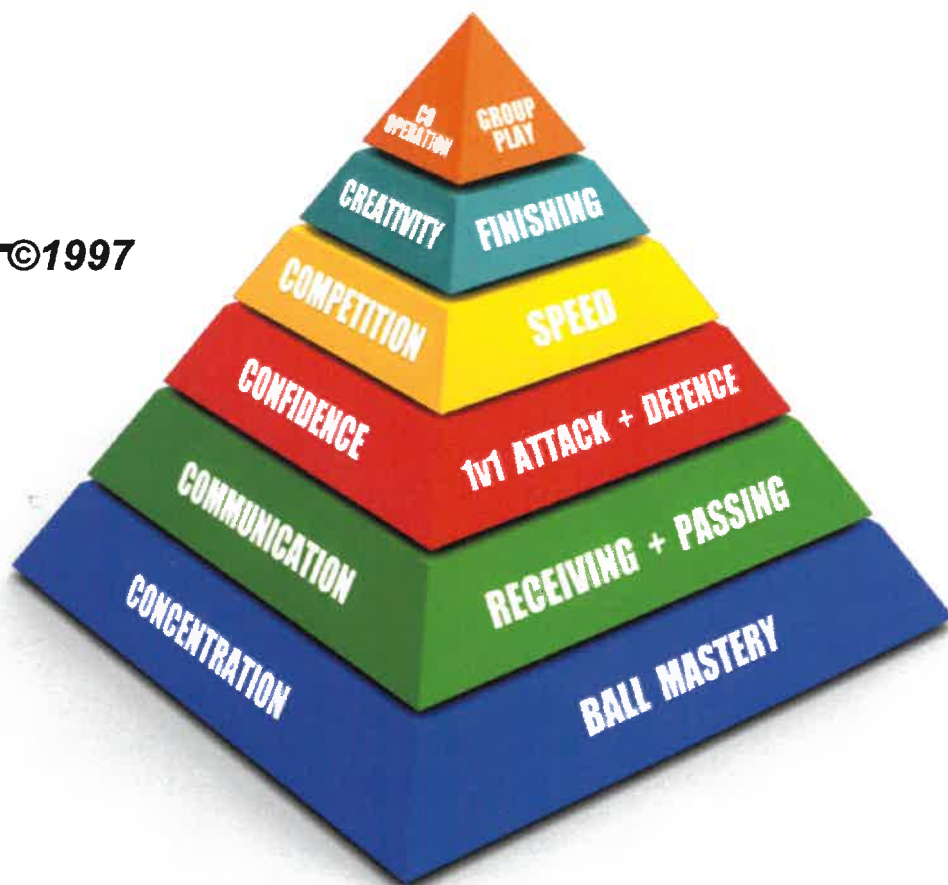 CO
OPERATION
GROUP
PLAY
CREATIVITY
FINISHING
©1997
COMPETITION
SPEED
CONFIDENCE
1v1 ATTACK + DEFENCE
COMMUNICATION
RECEIVING + PASSING
CONCENTRATION
BALL MASTERY